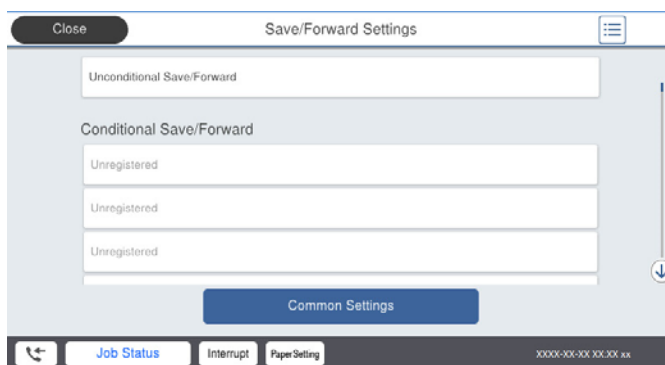 Close
Save/Forward Settings
Unconditional Save/Forward
Conditional Save/Forward
Unregistered
Unregistered
Unregistered
Common Settings
Job Status
Interrupt
Paper Setting
XXXX-XX-XX XX:XX xx